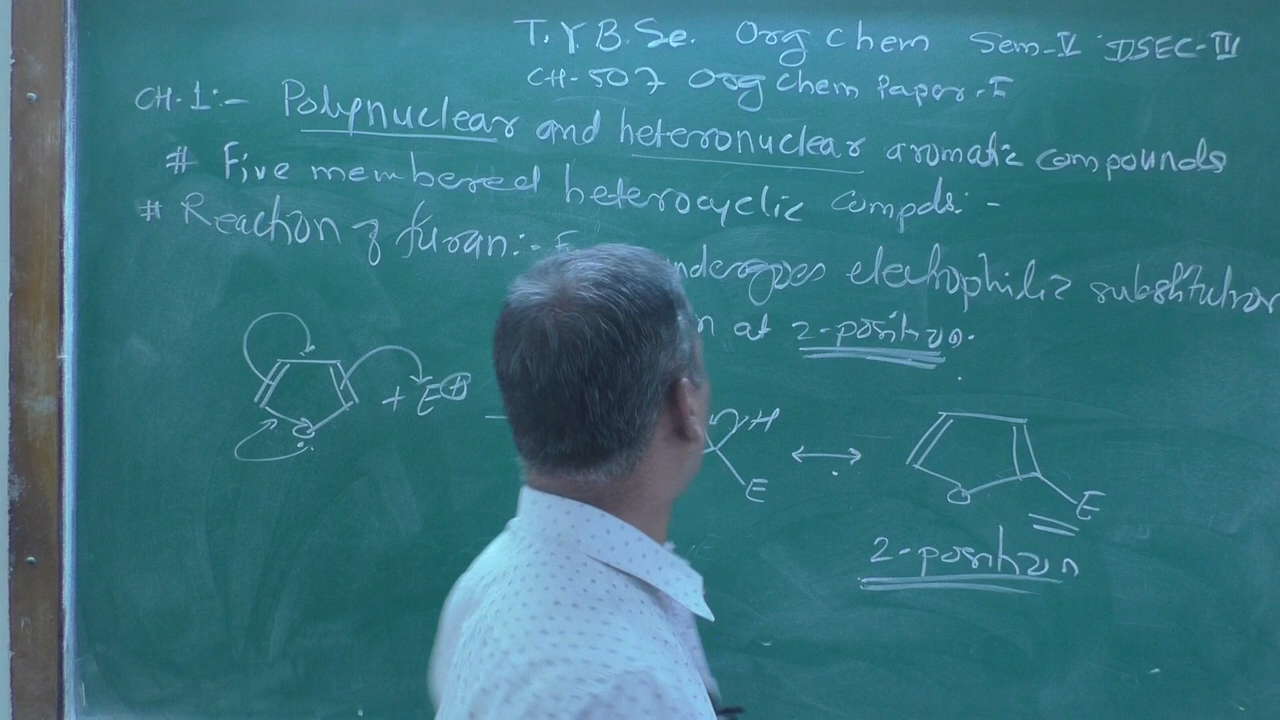 T.Y.B.Sc. Org chem Sem-V DSEC-III
CH-507 Org chem Paper-I
CH.1:- Polynuclear and heteronuclear aromatic compounds
# Five membered heterocyclic compds:-
# Reaction of furan:- electrophilic substitution
at 2-position.
+ E⊕
H
O
E
O
E
2-position